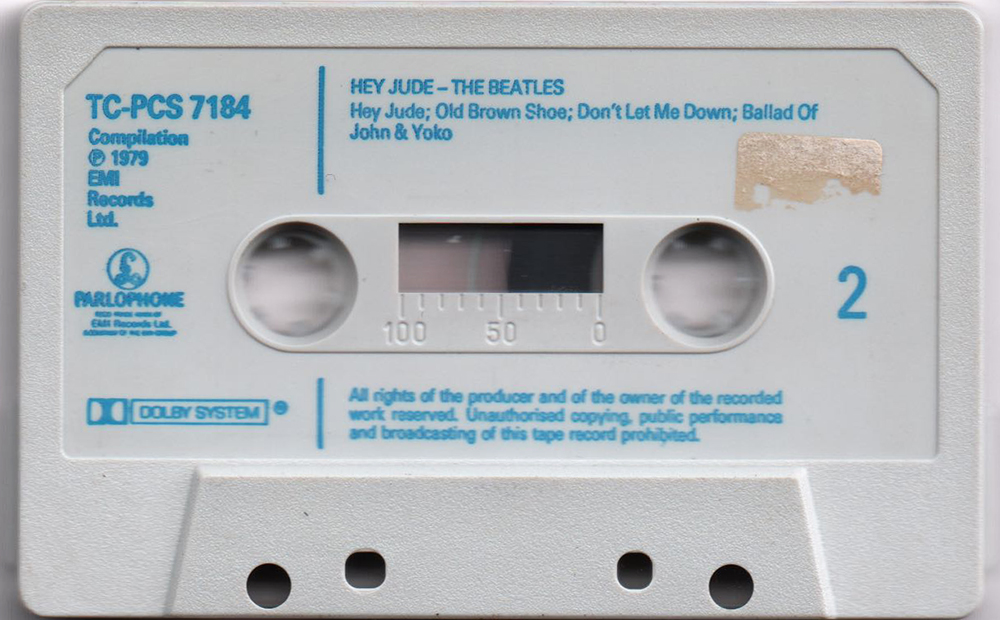 TC-PCS 7184
Compilation
℗ 1979
EMI
Records
Ltd.
HEY JUDE – THE BEATLES
Hey Jude; Old Brown Shoe; Don't Let Me Down; Ballad Of
John & Yoko
PARLOPHONE
EMI Records Ltd.
2
100 50 0
DOLBY SYSTEM
All rights of the producer and of the owner of the recorded
work reserved. Unauthorised copying, public performance
and broadcasting of this tape record prohibited.